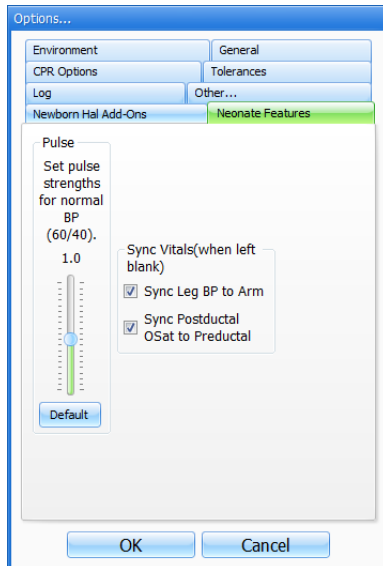 Options...
Environment
General
CPR Options
Tolerances
Log
Other...
Newborn Hal Add-Ons
Neonate Features
Pulse
Set pulse
strengths
for normal
BP
(60/40).
1.0
Default
Sync Vitals(when left
blank)
Sync Leg BP to Arm
Sync Postductal
OSat to Preductal
OK
Cancel